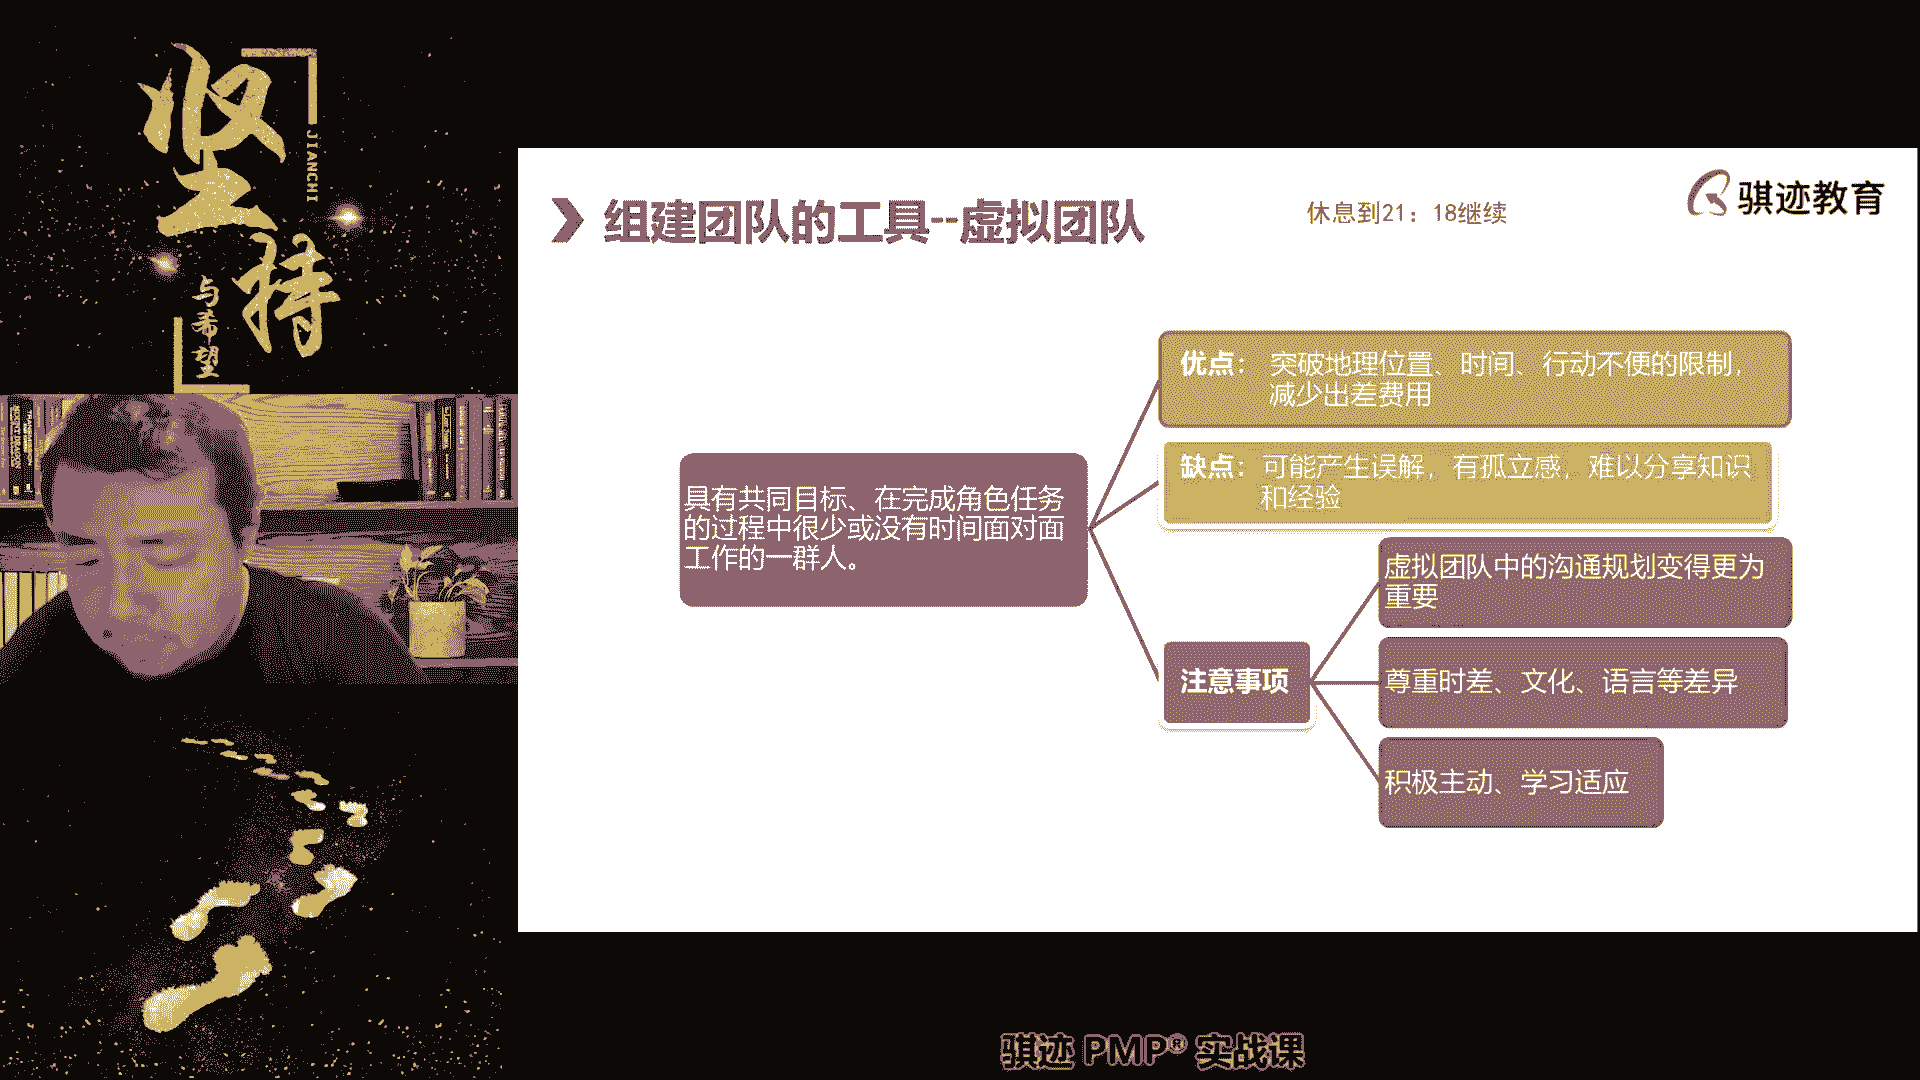 坚持
JIANCHI
与希望
组建团队的工具--虚拟团队
休息到21：18继续
骐迹教育
具有共同目标、在完成角色任务
的过程中很少或没有时间面对面
工作的一群人。
优点： 突破地理位置、时间、行动不便的限制，
减少出差费用
缺点：可能产生误解，有孤立感，难以分享知识
和经验
注意事项
虚拟团队中的沟通规划变得更为
重要
尊重时差、文化、语言等差异
积极主动、学习适应
骐迹 PMP® 实战课